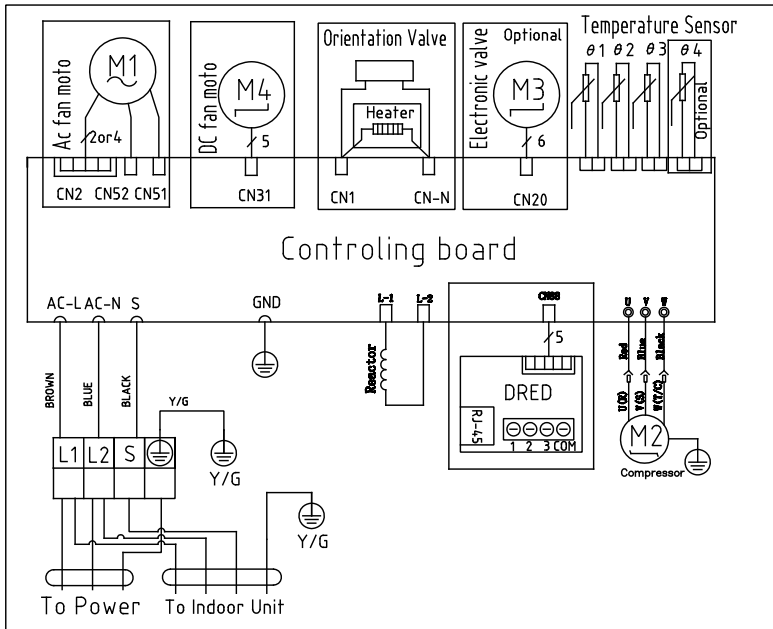 Ac fan moto
M1
2or4
CN2
CN52
CN51
DC fan moto
M4
5
CN31
Orientation Valve
Heater
CN1
CN-N
Electronic valve
Optional
M3
6
CN20
Temperature Sensor
θ1
θ2
θ3
θ4
Optional
Controling board
AC-L
AC-N
S
GND
L-1
L-2
U
V
W
BROWN
BLUE
BLACK
Y/G
Reactor
5
DRED
RJ-45
1 2 3 COM
Red
Blue
Black
V(S)
W(T/C)
M2
Compressor
L1
L2
S
Y/G
Y/G
To Power
To Indoor Unit